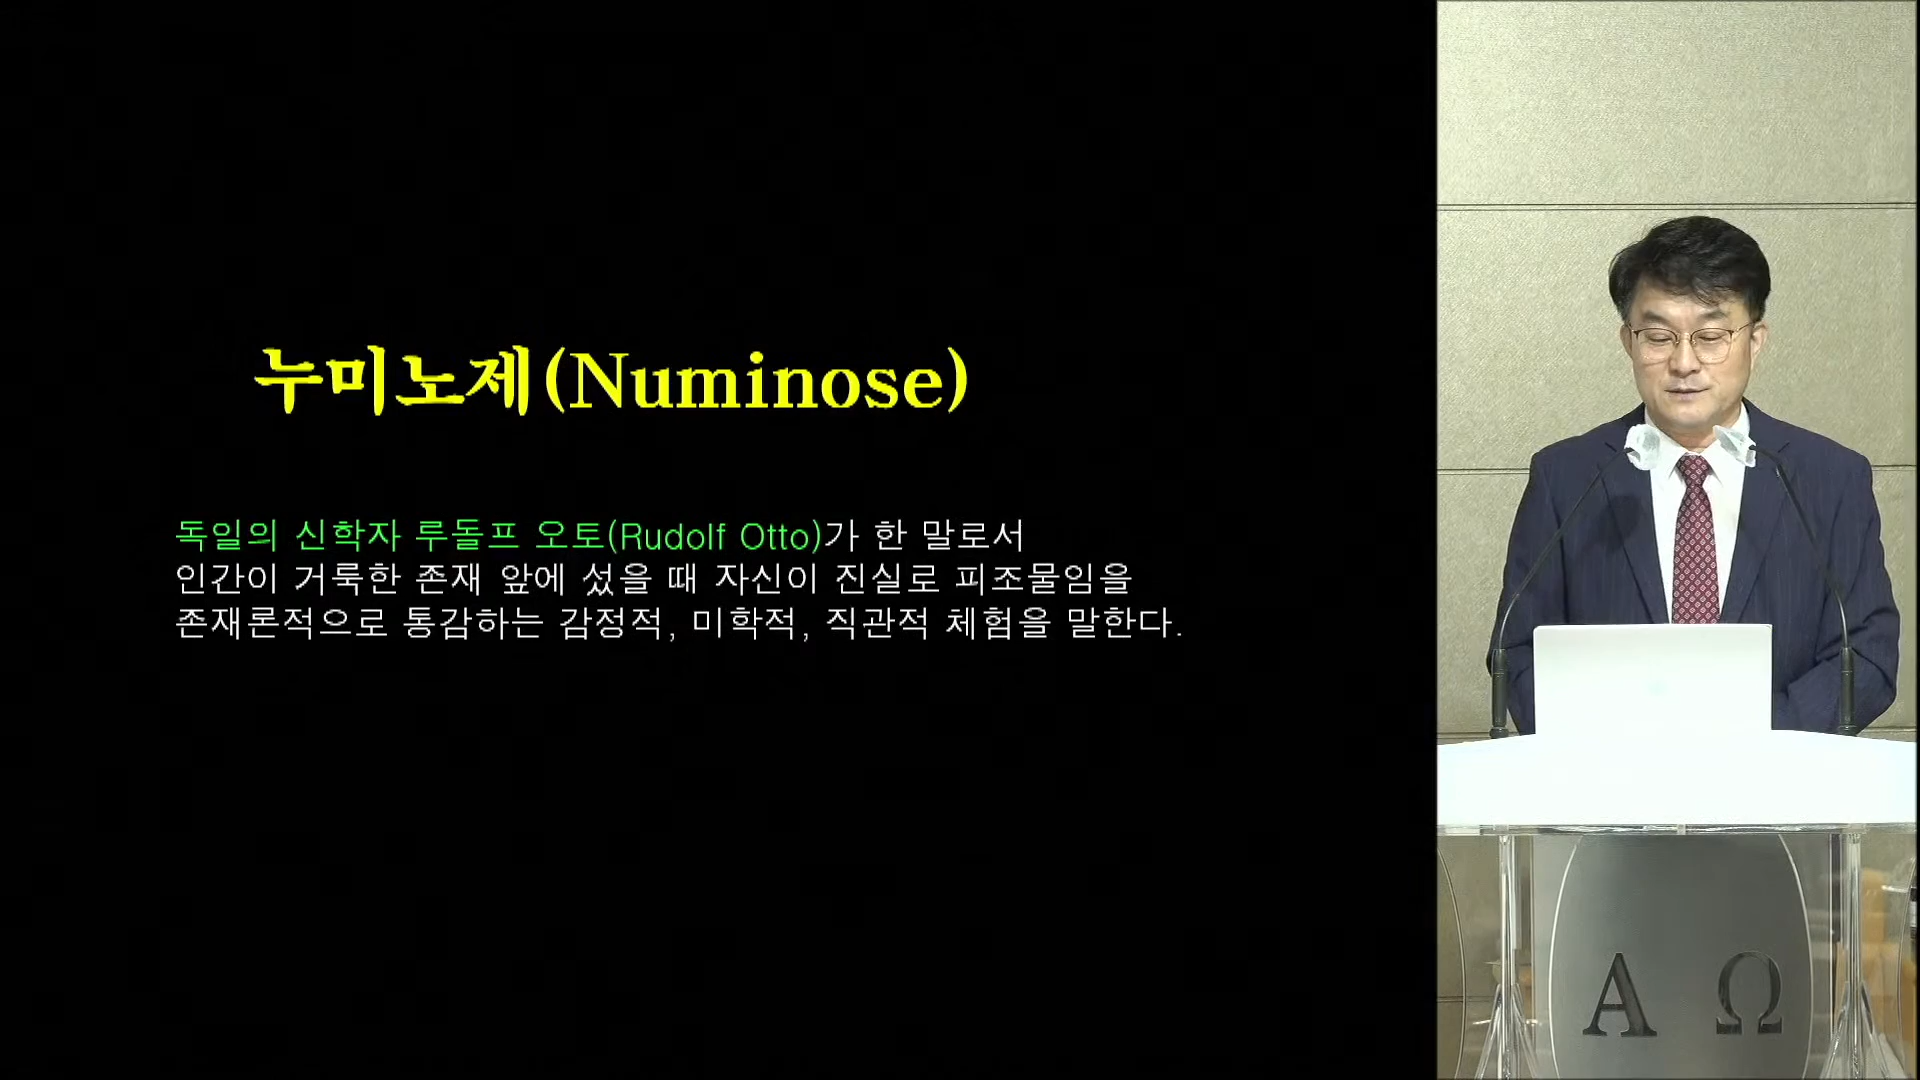 누미노제(Numinose)
독일의 신학자 루돌프 오토(Rudolf Otto)가 한 말로서
인간이 거룩한 존재 앞에 섰을 때 자신이 진실로 피조물임을
존재론적으로 통감하는 감정적, 미학적, 직관적 체험을 말한다.
Α Ω